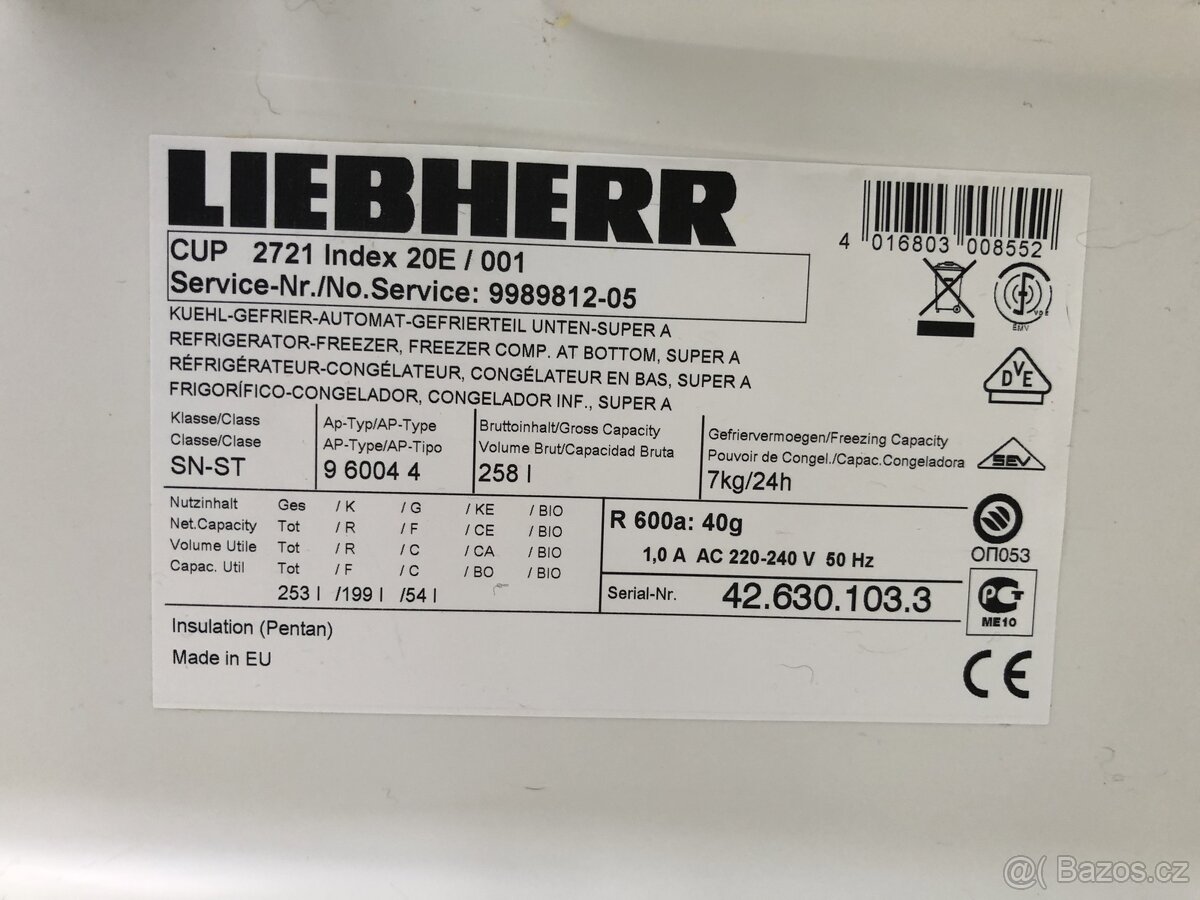 LIEBHERR
4 016803 008552
CUP 2721 Index 20E / 001
Service-Nr./No.Service: 9989812-05
KUEHL-GEFRIER-AUTOMAT-GEFRIERTEIL UNTEN-SUPER A
REFRIGERATOR-FREEZER, FREEZER COMP. AT BOTTOM, SUPER A
RÉFRIGÉRATEUR-CONGÉLATEUR, CONGÉLATEUR EN BAS, SUPER A
FRIGORÍFICO-CONGELADOR, CONGELADOR INF., SUPER A
EMV
VDE
DVE
SEV
Klasse/Class
Classe/Clase
SN-ST
Ap-Typ/AP-Type
AP-Type/AP-Tipo
9 6004 4
Bruttoinhalt/Gross Capacity
Volume Brut/Capacidad Bruta
258 l
Gefriervermoegen/Freezing Capacity
Pouvoir de Congel./Capac.Congeladora
7kg/24h
Nutzinhalt Ges / K / G / KE / BIO
Net.Capacity Tot / R / F / CE / BIO
Volume Utile Tot / R / C / CA / BIO
Capac. Util Tot / F / C / BO / BIO
253 l /199 l /54 l
R 600a: 40g
1,0 A AC 220-240 V 50 Hz
Serial-Nr. 42.630.103.3
ОП053
РСТ
ME10
Insulation (Pentan)
Made in EU
CE
@( Bazos.cz